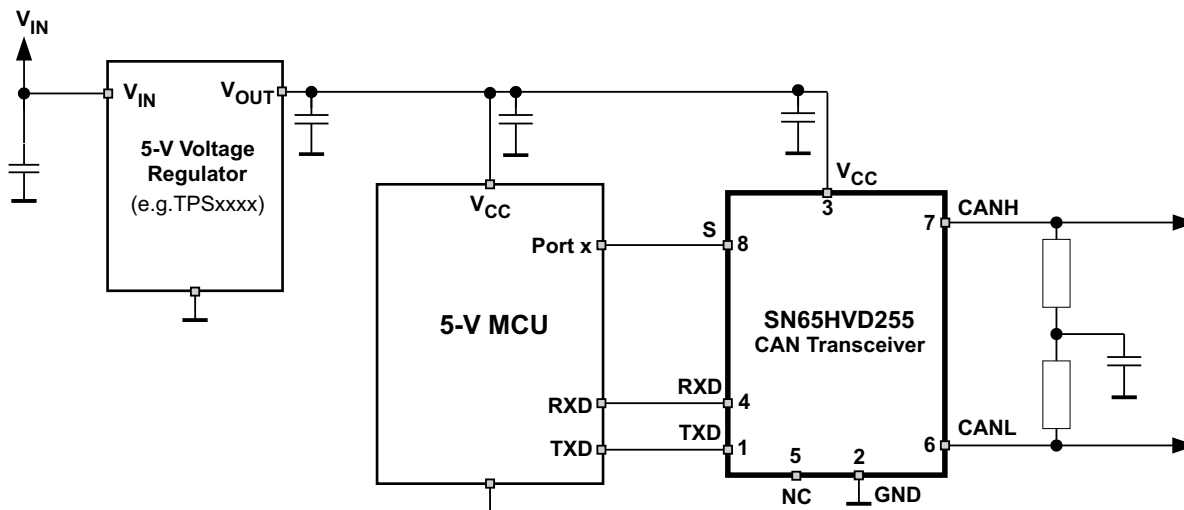 VIN
VIN
VOUT
5-V Voltage
Regulator
(e.g.TPSxxxx)
VCC
Port x
5-V MCU
RXD
TXD
S
8
VCC
3
7
CANH
SN65HVD255
CAN Transceiver
RXD
4
TXD
1
5
NC
2
GND
6
CANL